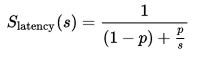 S_latency(s) = 1 / ((1 − p) + p/s)